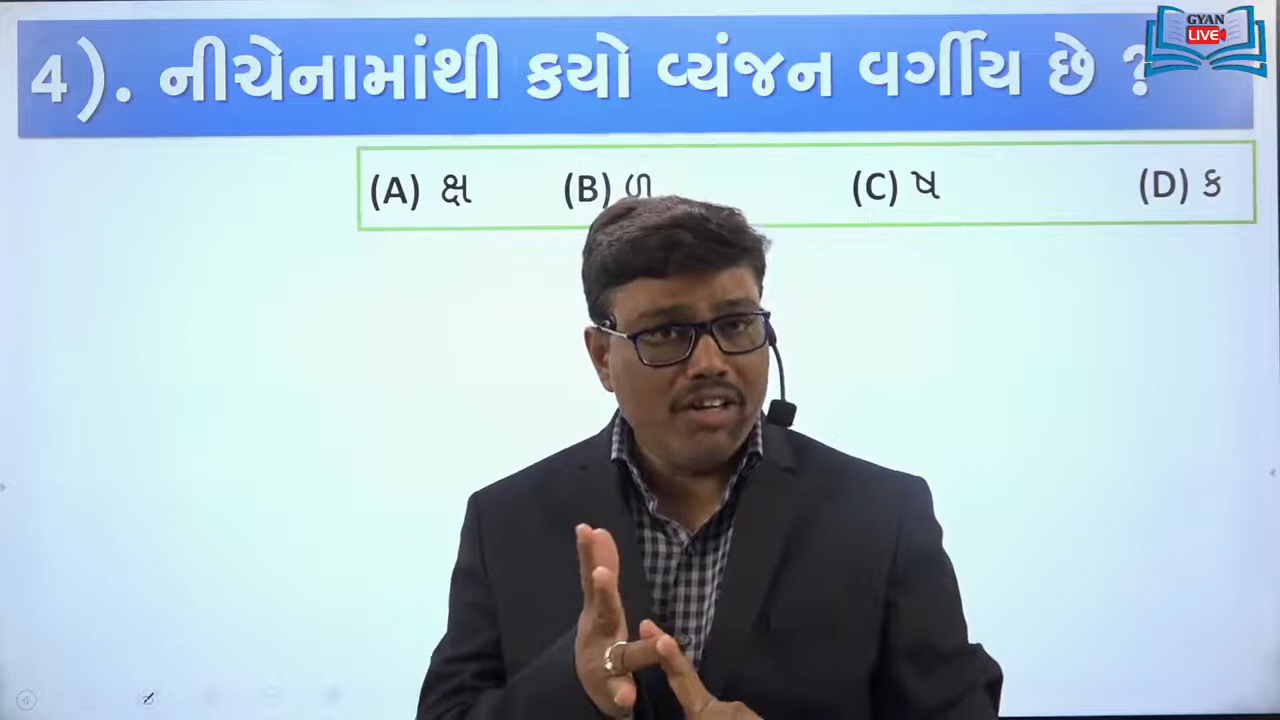 GYAN
LIVE
4). નીચેનામાંથી કયો વ્યંજન વર્ગીય છે ?
(A) ક્ષ (B) ળ (C) ષ (D) ક